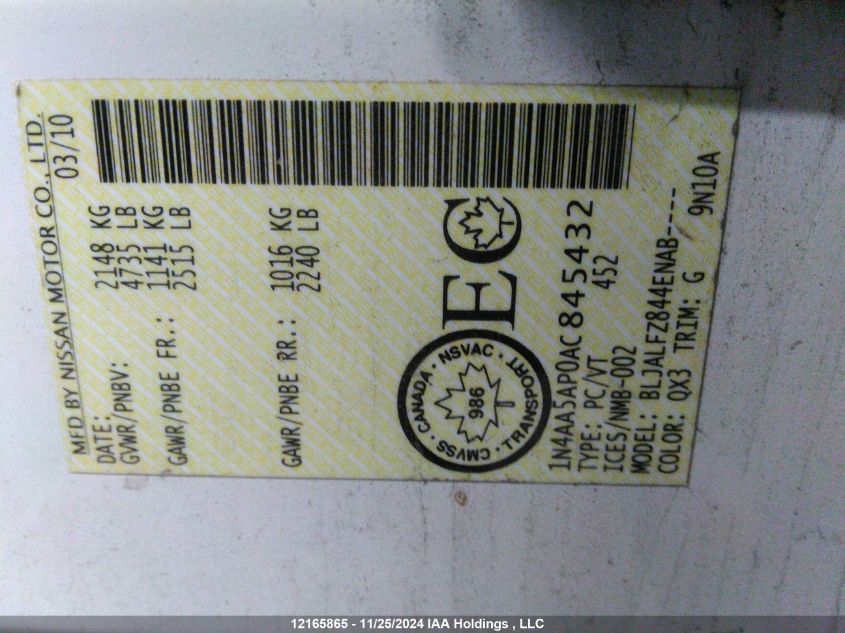 MFD BY NISSAN MOTOR CO., LTD.
DATE: 03/10
GVWR/PNBV: 2148 KG
4735 LB
GAWR/PNBE FR.: 1141 KG
2515 LB
GAWR/PNBE RR.: 1016 KG
2240 LB
CANADA · NSVAC · TRANSPORT · CMVSS ·
986
EC
1N4AA5AP0AC845432
TYPE: PC/VT 452
ICES/NMB-002
MODEL: BLJALFZ844ENAB----
COLOR: QX3 TRIM: G 9N10A
12165865 - 11/25/2024 IAA Holdings , LLC